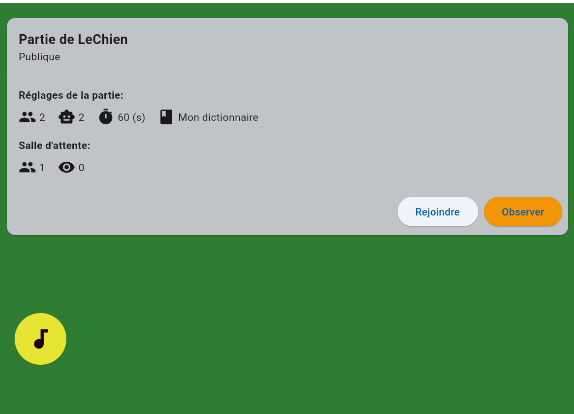 Partie de LeChien
Publique
Réglages de la partie:
2 2 60 (s) Mon dictionnaire
Salle d'attente:
1 0
Rejoindre Observer